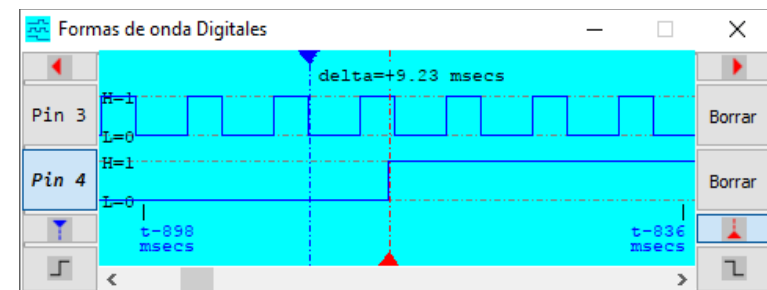 Formas de onda Digitales
delta=+9.23 msecs
Pin 3
H=1
L=0
Borrar
Pin 4
H=1
L=0
Borrar
t-898
msecs
t-836
msecs